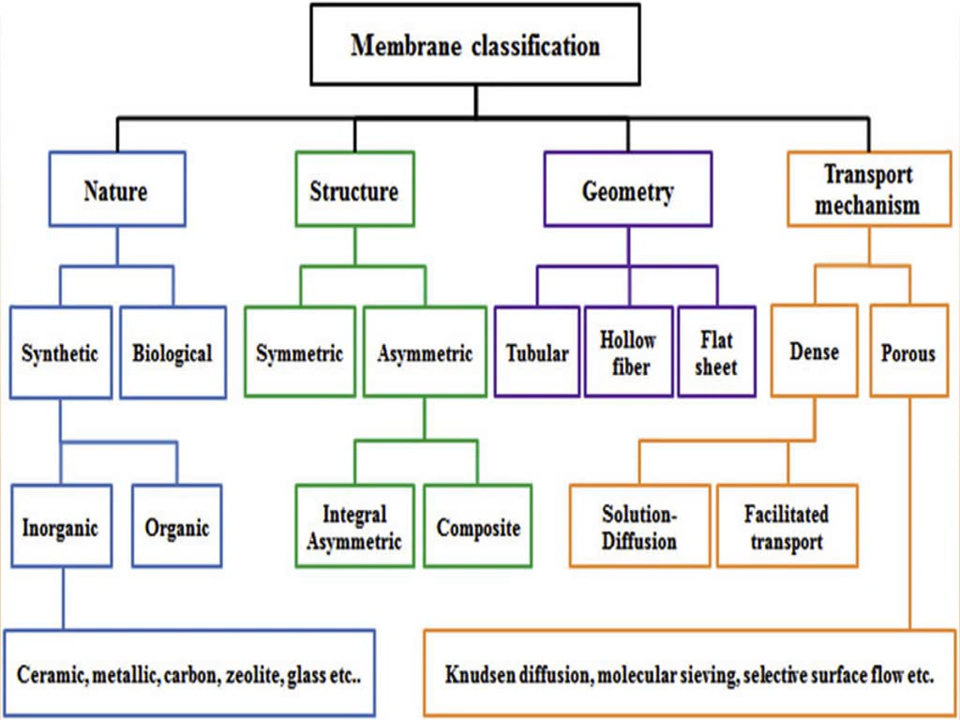 Membrane classification
Nature
Structure
Geometry
Transport
mechanism
Synthetic
Biological
Symmetric
Asymmetric
Tubular
Hollow
fiber
Flat
sheet
Dense
Porous
Inorganic
Organic
Integral
Asymmetric
Composite
Solution-
Diffusion
Facilitated
transport
Ceramic, metallic, carbon, zeolite, glass etc..
Knudsen diffusion, molecular sieving, selective surface flow etc.